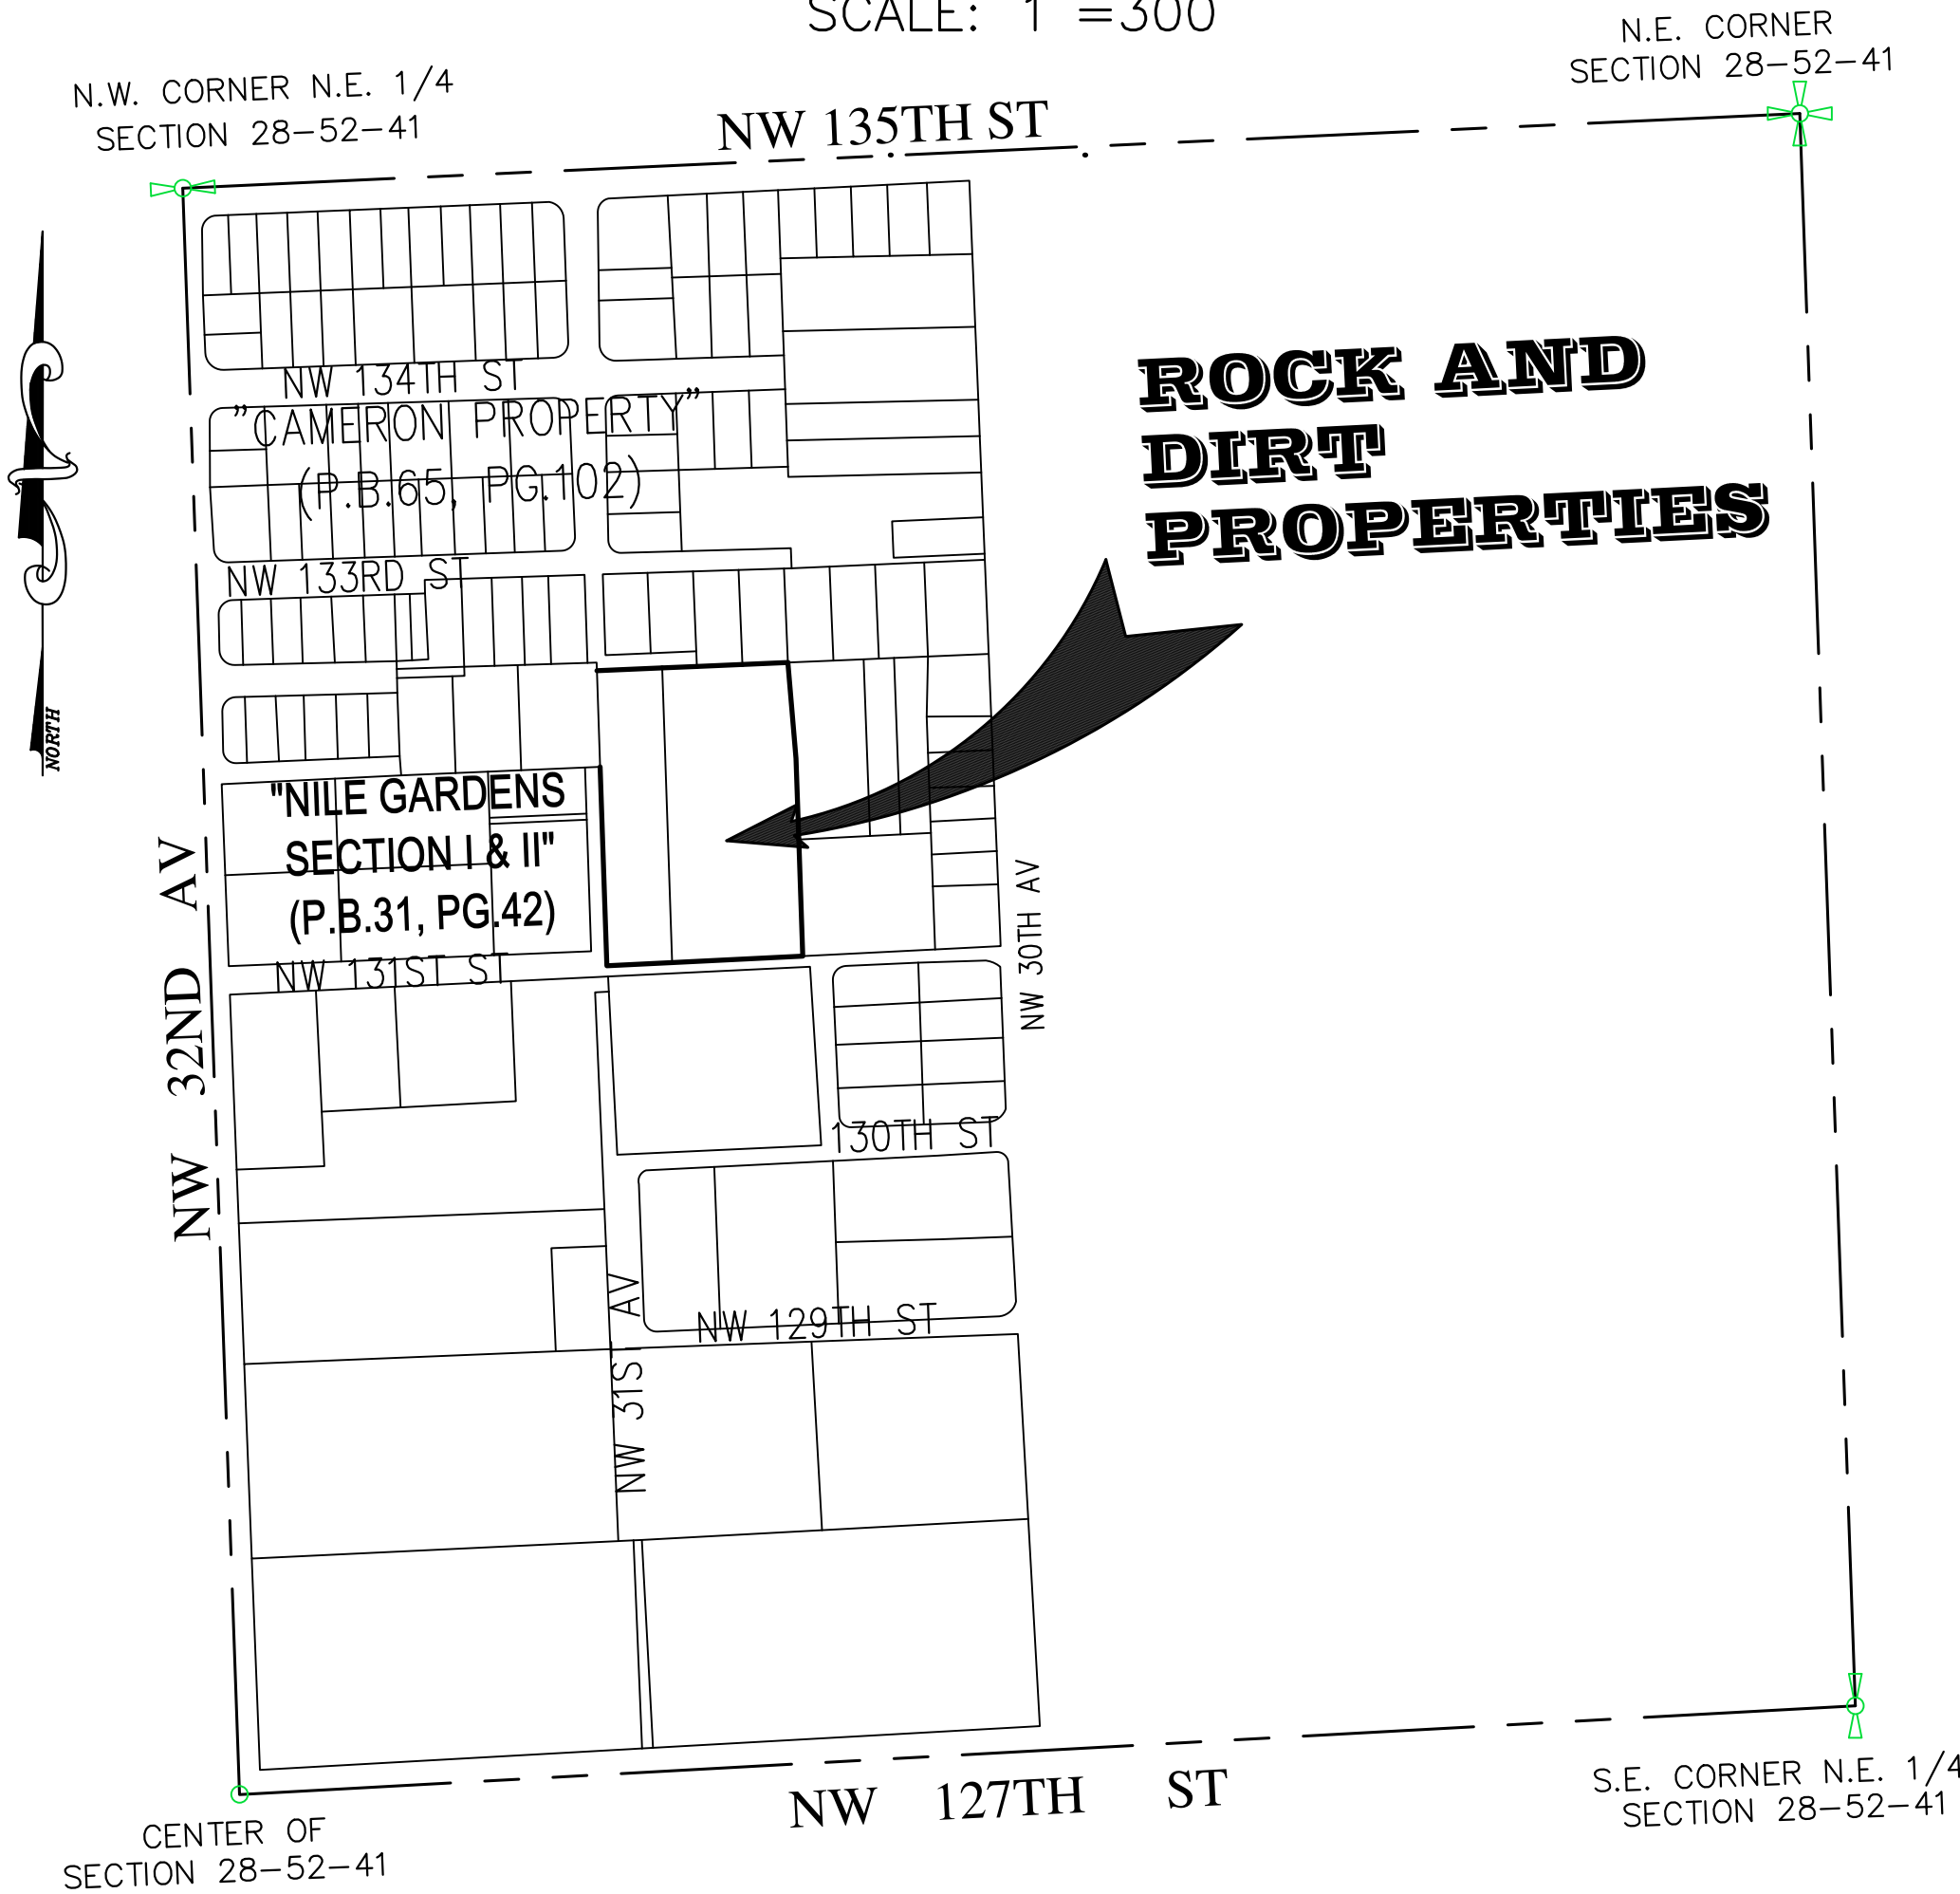 SCALE: 1"=300'
N.W. CORNER N.E. 1/4
SECTION 28-52-41
N.E. CORNER
SECTION 28-52-41
NW 135TH ST
NW 134TH ST
"CAMERON PROPERTY"
(P.B.65, PG.102)
NW 133RD ST
ROCK AND
DIRT
PROPERTIES
NORTH
"NILE GARDENS
SECTION I & II"
(P.B.31, PG.42)
NW 131ST ST
NW 32ND AV
NW 30TH AV
130TH ST
NW 129TH ST
NW 31ST AV
NW 127TH ST
CENTER OF
SECTION 28-52-41
S.E. CORNER N.E. 1/4
SECTION 28-52-41